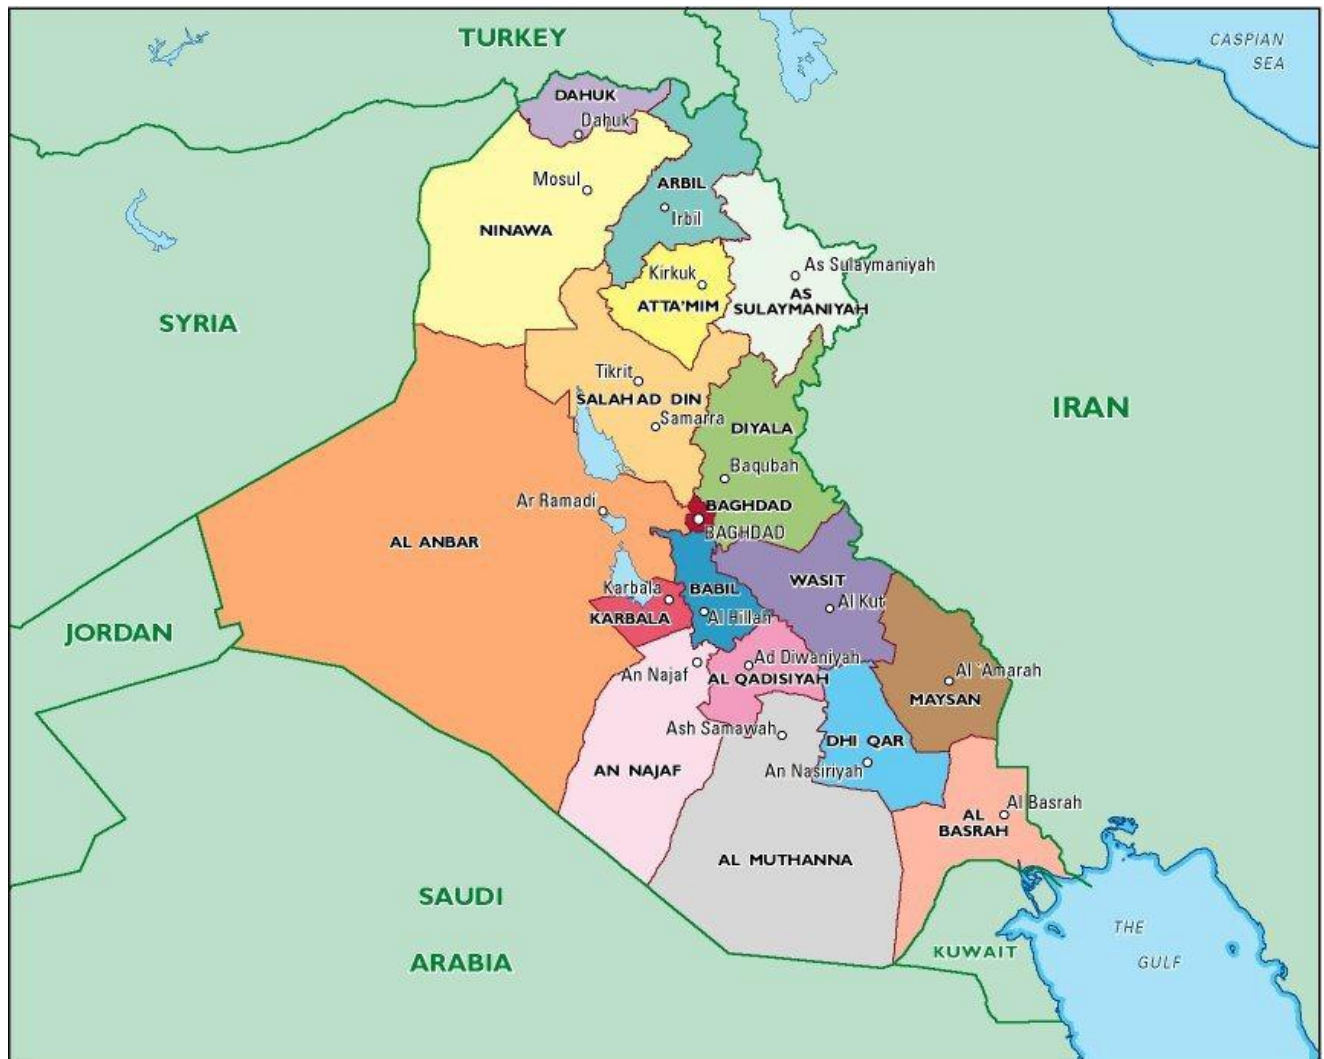 TURKEY
CASPIAN
SEA
DAHUK
Dahuk
Mosul
ARBIL
Irbil
NINAWA
As Sulaymaniyah
Kirkuk
ATTA'MIM
AS
SULAYMANIYAH
SYRIA
Tikrit
SALAH AD DIN
Samarra
IRAN
DIYALA
Baqubah
Ar Ramadi
BAGHDAD
BAGHDAD
AL ANBAR
WASIT
Karbala
BABIL
Al Kut
KARBALA
Al Hillah
JORDAN
Ad Diwaniyah
An Najaf
AL QADISIYAH
Al `Amarah
MAYSAN
Ash Samawah
DHI QAR
AN NAJAF
An Nasiriyah
Al Basrah
AL
BASRAH
AL MUTHANNA
SAUDI
ARABIA
THE
GULF
KUWAIT